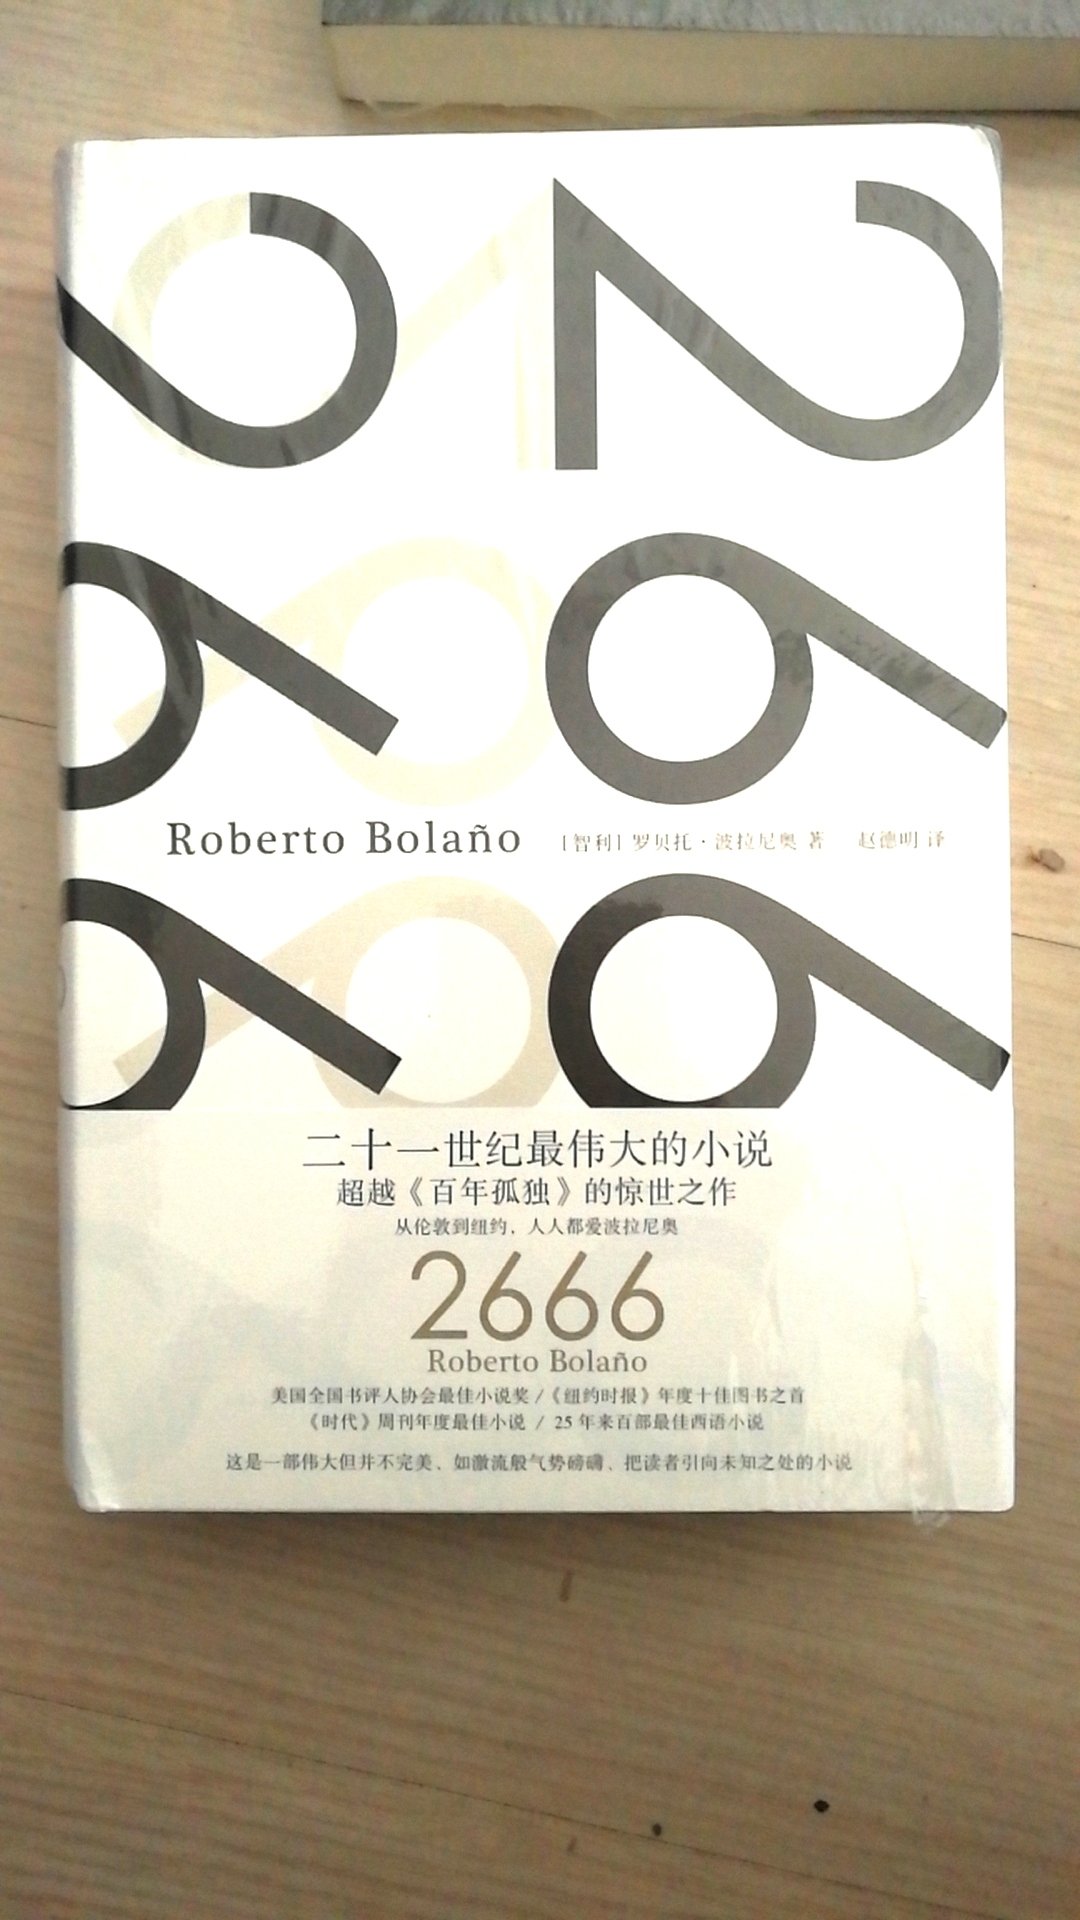 2666
Roberto Bolaño [智利] 罗贝托·波拉尼奥 著 赵德明 译
二十一世纪最伟大的小说
超越《百年孤独》的惊世之作
从伦敦到纽约，人人都爱波拉尼奥
2666
Roberto Bolaño
美国全国书评人协会最佳小说奖 /《纽约时报》年度十佳图书之首
《时代》周刊年度最佳小说 / 25 年来百部最佳西语小说
这是一部伟大但并不完美、如激流般气势磅礴、把读者引向未知之处的小说